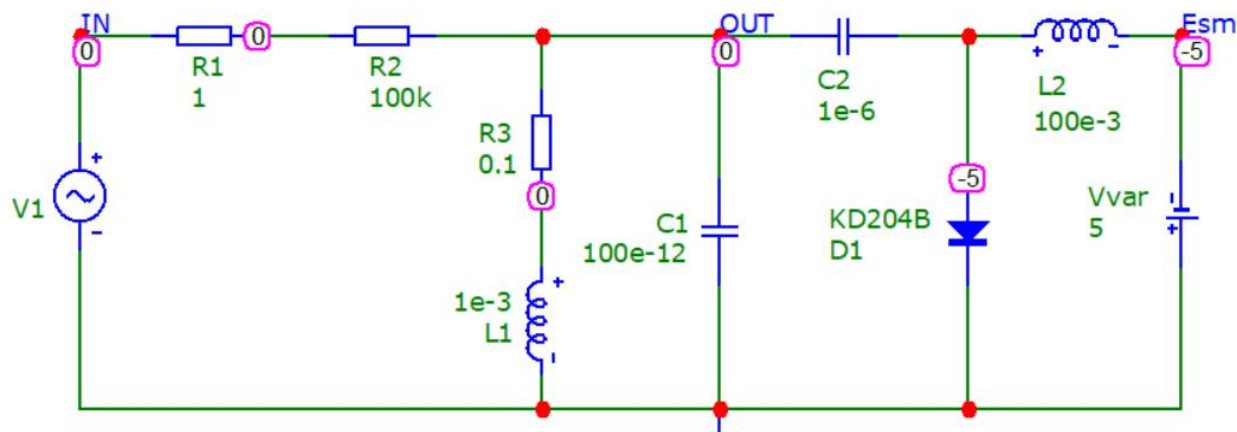 IN
0
R1
1
0
R2
100k
OUT
0
C2
1e-6
L2
100e-3
Esm
-5
R3
0.1
0
V1
C1
100e-12
-5
KD204B
D1
Vvar
5
1e-3
L1